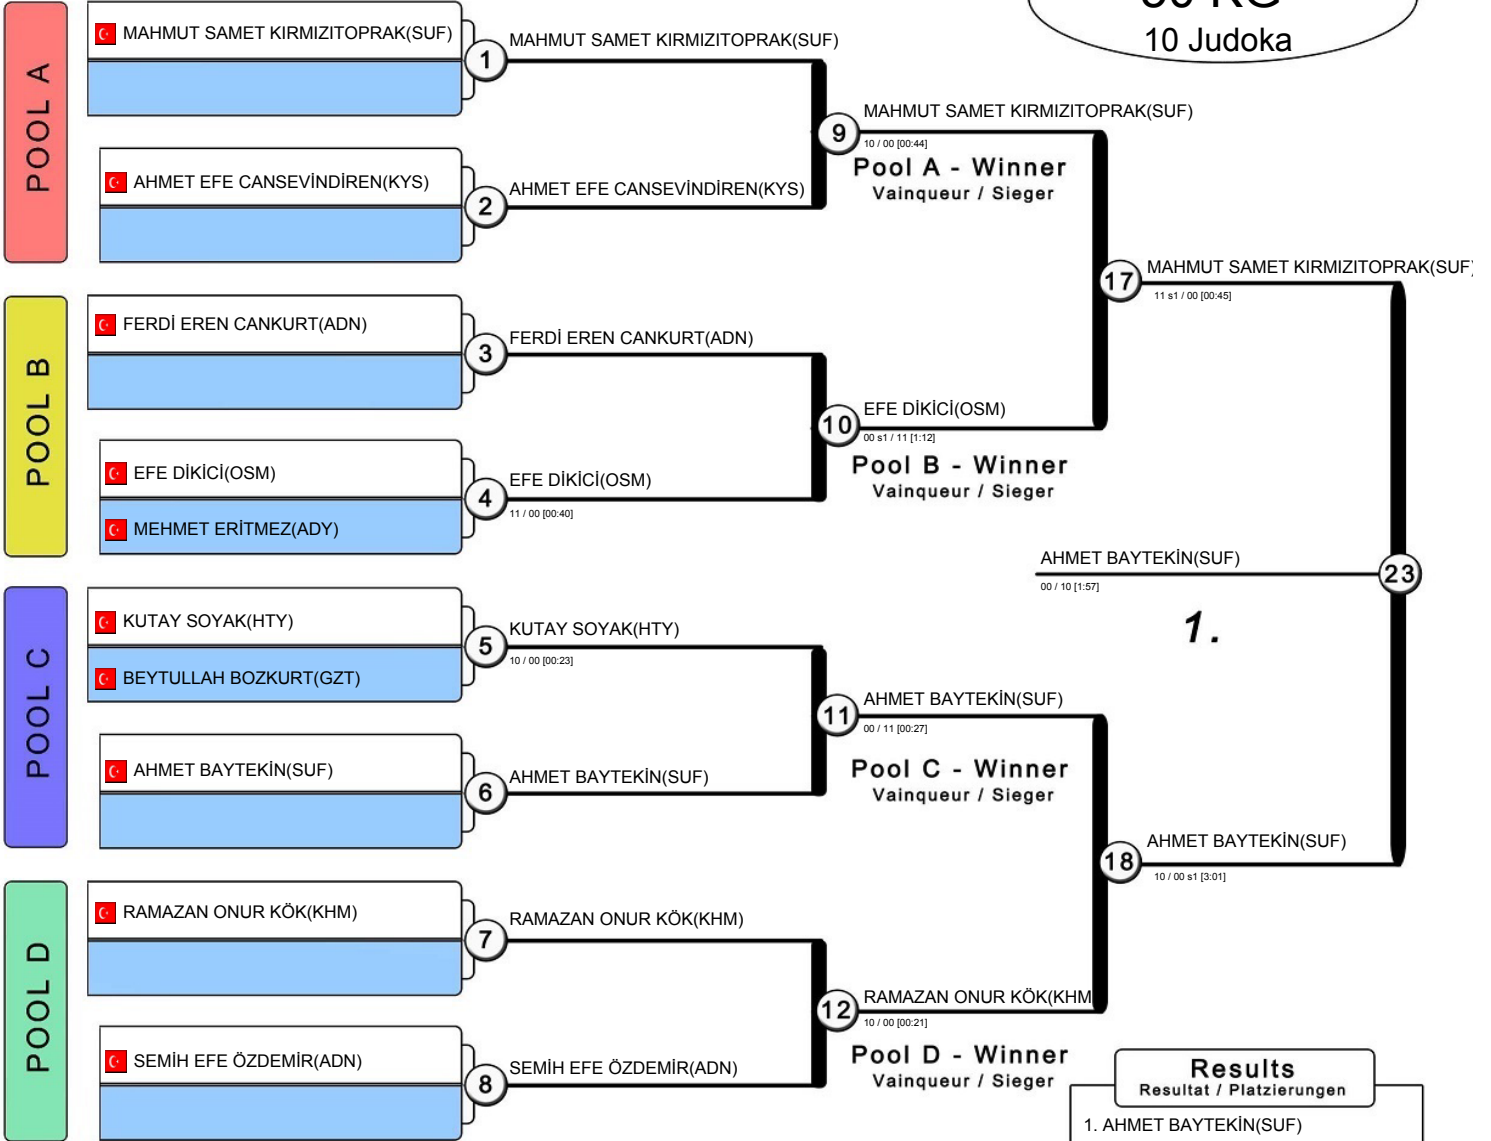 10 Judoka
POOL A
MAHMUT SAMET KIRMIZITOPRAK(SUF)
1
MAHMUT SAMET KIRMIZITOPRAK(SUF)
AHMET EFE CANSEVİNDİREN(KYS)
2
AHMET EFE CANSEVİNDİREN(KYS)
9
MAHMUT SAMET KIRMIZITOPRAK(SUF)
10 / 00 [00:44]
Pool A - Winner
Vainqueur / Sieger
POOL B
FERDİ EREN CANKURT(ADN)
3
FERDİ EREN CANKURT(ADN)
EFE DİKİCİ(OSM)
MEHMET ERİTMEZ(ADY)
4
EFE DİKİCİ(OSM)
11 / 00 [00:40]
10
EFE DİKİCİ(OSM)
00 s1 / 11 [1:12]
Pool B - Winner
Vainqueur / Sieger
17
MAHMUT SAMET KIRMIZITOPRAK(SUF)
11 s1 / 00 [00:45]
POOL C
KUTAY SOYAK(HTY)
BEYTULLAH BOZKURT(GZT)
5
KUTAY SOYAK(HTY)
10 / 00 [00:23]
AHMET BAYTEKİN(SUF)
6
AHMET BAYTEKİN(SUF)
11
AHMET BAYTEKİN(SUF)
00 / 11 [00:27]
Pool C - Winner
Vainqueur / Sieger
POOL D
RAMAZAN ONUR KÖK(KHM)
7
RAMAZAN ONUR KÖK(KHM)
SEMİH EFE ÖZDEMİR(ADN)
8
SEMİH EFE ÖZDEMİR(ADN)
12
RAMAZAN ONUR KÖK(KHM
10 / 00 [00:21]
Pool D - Winner
Vainqueur / Sieger
18
AHMET BAYTEKİN(SUF)
10 / 00 s1 [3:01]
AHMET BAYTEKİN(SUF)
23
00 / 10 [1:57]
1.
Results
Resultat / Platzierungen
1. AHMET BAYTEKİN(SUF)